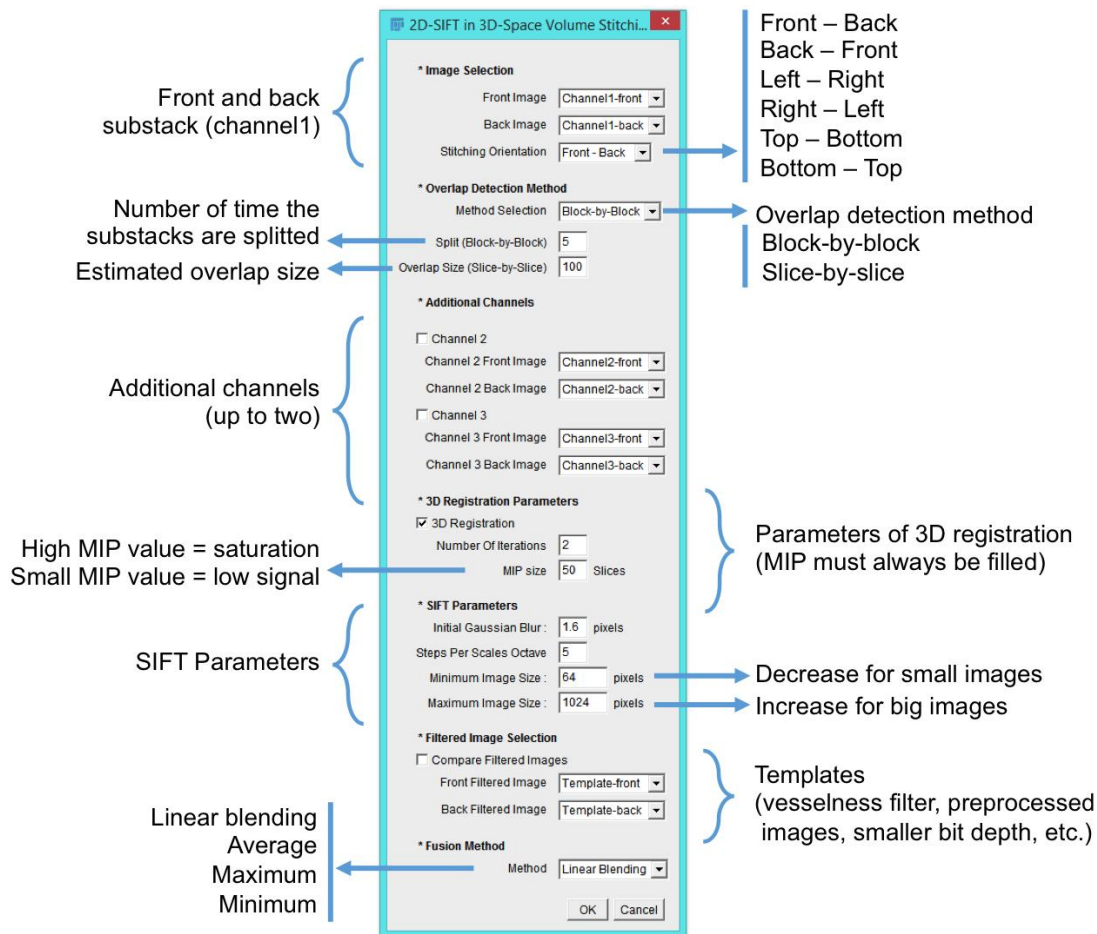 2D-SIFT in 3D-Space Volume Stitchi...
Front and back
substack (channel1)
* Image Selection
Front Image Channel1-front
Back Image Channel1-back
Stitching Orientation Front - Back
Front – Back
Back – Front
Left – Right
Right – Left
Top – Bottom
Bottom – Top
Number of time the
substacks are splitted
Estimated overlap size
* Overlap Detection Method
Method Selection Block-by-Block
Split (Block-by-Block) 5
Overlap Size (Slice-by-Slice) 100
Overlap detection method
Block-by-block
Slice-by-slice
Additional channels
(up to two)
* Additional Channels
Channel 2
Channel 2 Front Image Channel2-front
Channel 2 Back Image Channel2-back
Channel 3
Channel 3 Front Image Channel3-front
Channel 3 Back Image Channel3-back
High MIP value = saturation
Small MIP value = low signal
* 3D Registration Parameters
3D Registration
Number Of Iterations 2
MIP size 50 Slices
Parameters of 3D registration
(MIP must always be filled)
SIFT Parameters
* SIFT Parameters
Initial Gaussian Blur : 1.6 pixels
Steps Per Scales Octave 5
Minimum Image Size : 64 pixels
Maximum Image Size : 1024 pixels
Decrease for small images
Increase for big images
* Filtered Image Selection
Compare Filtered Images
Front Filtered Image Template-front
Back Filtered Image Template-back
Templates
(vesselness filter, preprocessed
images, smaller bit depth, etc.)
Linear blending
Average
Maximum
Minimum
* Fusion Method
Method Linear Blending
OK Cancel